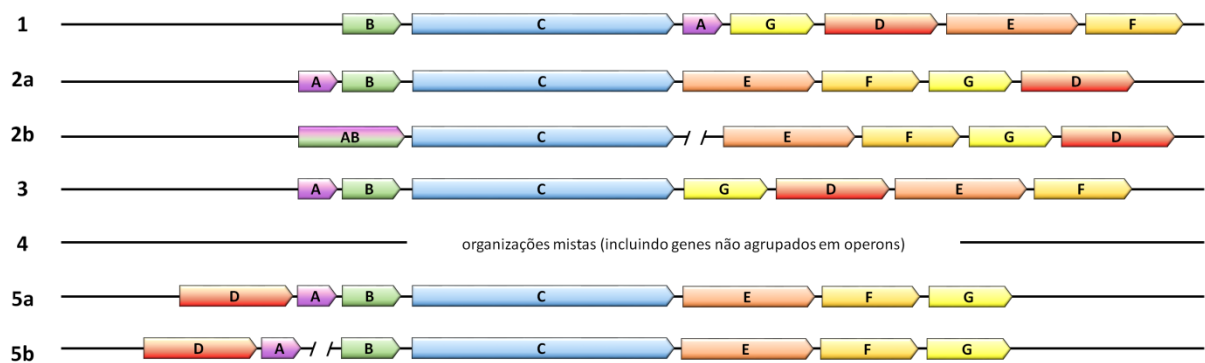 1 B C A G D E F
2a A B C E F G D
2b AB C E F G D
3 A B C G D E F
4 organizações mistas (incluindo genes não agrupados em operons)
5a D A B C E F G
5b D A B C E F G